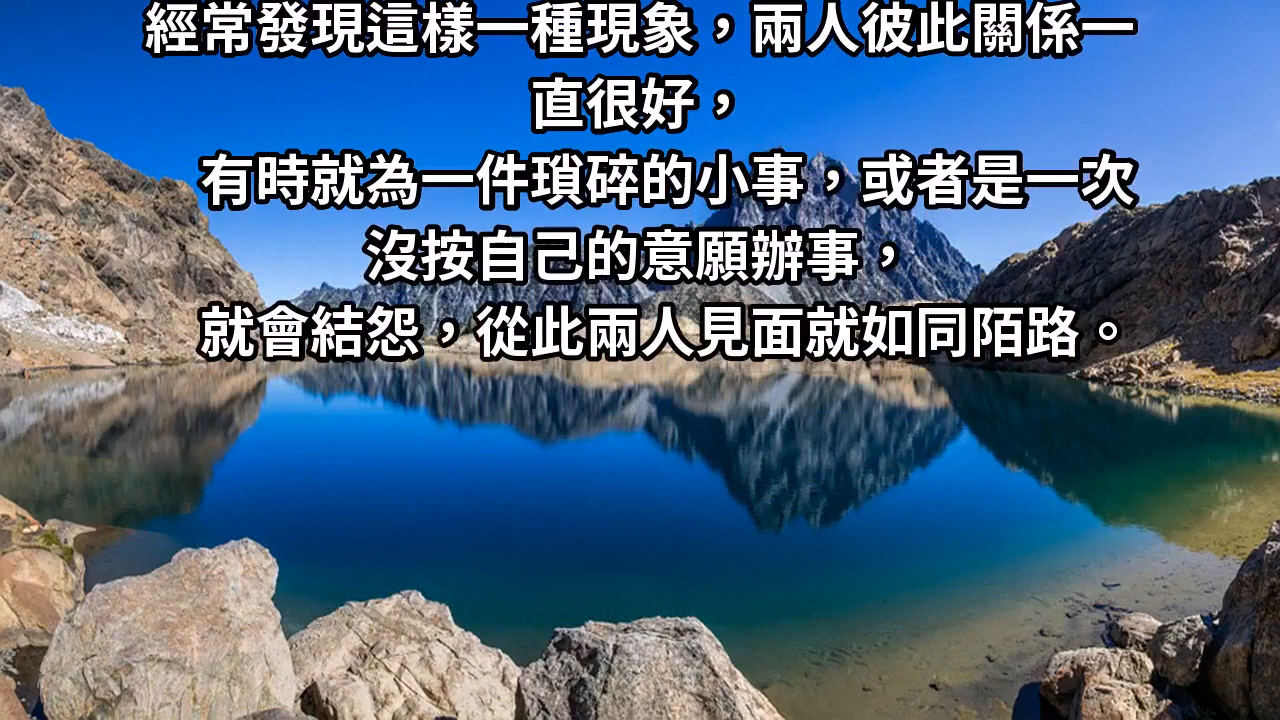 經常發現這樣一種現象，兩人彼此關係一
直很好，
有時就為一件瑣碎的小事，或者是一次
沒按自己的意願辦事，
就會結怨，從此兩人見面就如同陌路。